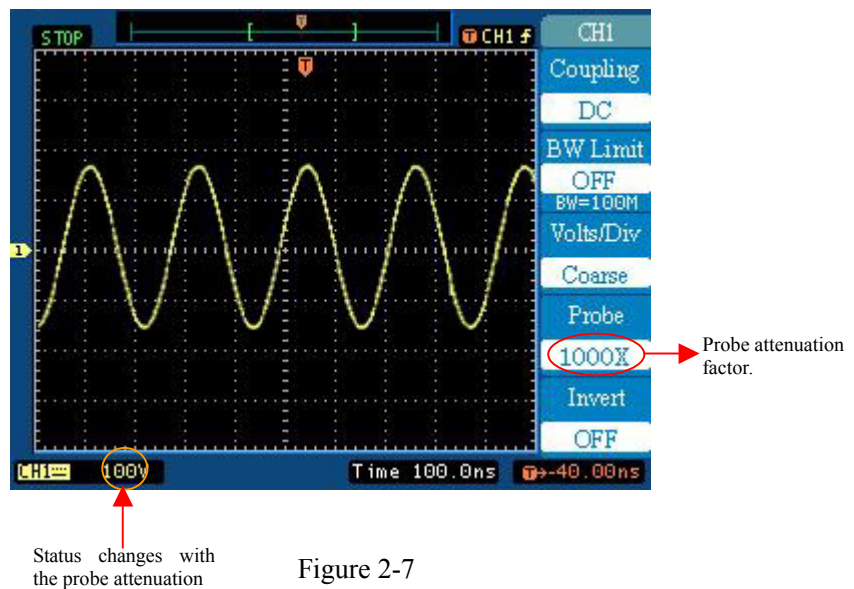 STOP
T
T CH1
CH1
T
Coupling
DC
BW Limit
OFF
BW=100M
Volts/Div
1
Coarse
Probe
1000X
Probe attenuation
factor.
Invert
OFF
CH1 100V
Time 100.0ns
T→-40.00ns
Status changes with
the probe attenuation
Figure 2-7